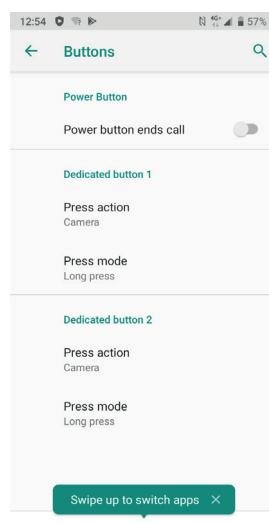 12:54 4G+ 57%
Buttons
Power Button
Power button ends call
Dedicated button 1
Press action
Camera
Press mode
Long press
Dedicated button 2
Press action
Camera
Press mode
Long press
Swipe up to switch apps